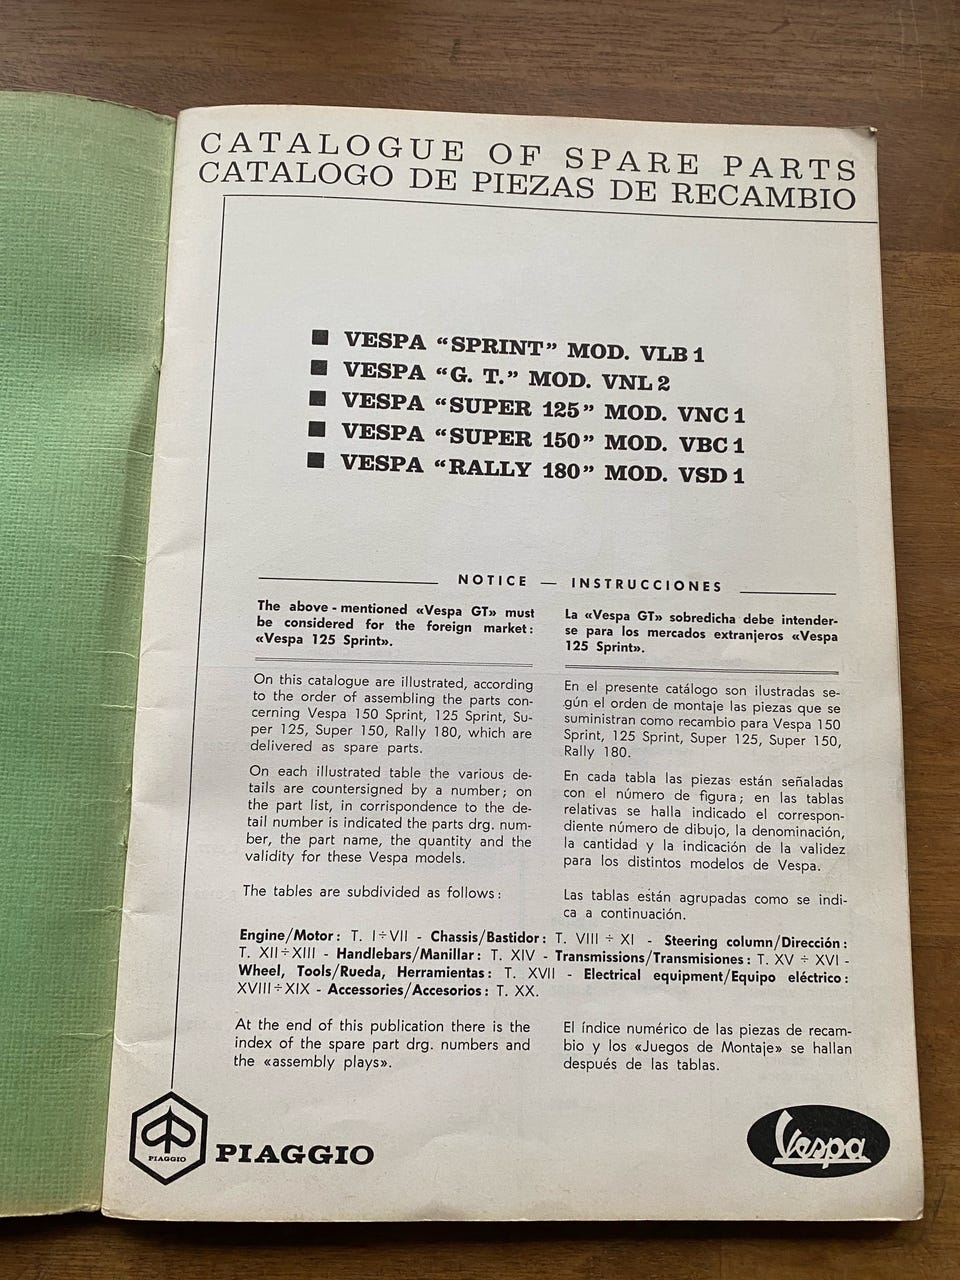 CATALOGUE OF SPARE PARTS
CATALOGO DE PIEZAS DE RECAMBIO
VESPA “SPRINT” MOD. VLB 1
VESPA “G. T.” MOD. VNL 2
VESPA “SUPER 125” MOD. VNC 1
VESPA “SUPER 150” MOD. VBC 1
VESPA “RALLY 180” MOD. VSD 1
NOTICE — INSTRUCCIONES
The above - mentioned «Vespa GT» must
be considered for the foreign market:
«Vespa 125 Sprint».
On this catalogue are illustrated, according
to the order of assembling the parts con-
cerning Vespa 150 Sprint, 125 Sprint, Su-
per 125, Super 150, Rally 180, which are
delivered as spare parts.
On each illustrated table the various de-
tails are countersigned by a number; on
the part list, in corrispondence to the de-
tail number is indicated the parts drg. num-
ber, the part name, the quantity and the
validity for these Vespa models.
The tables are subdivided as follows:
La «Vespa GT» sobredicha debe intender-
se para los mercados extranjeros «Vespa
125 Sprint».
En el presente catálogo son ilustradas se-
gún el orden de montaje las piezas que se
suministran como recambio para Vespa 150
Sprint, 125 Sprint, Super 125, Super 150,
Rally 180.
En cada tabla las piezas están señaladas
con el número de figura; en las tablas
relativas se halla indicado el correspon-
diente número de dibujo, la denominación,
la cantidad y la indicación de la validez
para los distintos modelos de Vespa.
Las tablas están agrupadas como se indi-
ca a continuación.
Engine/Motor: T. I÷VII - Chassis/Bastidor: T. VIII ÷ XI - Steering column/Dirección:
T. XII÷XIII - Handlebars/Manillar: T. XIV - Transmissions/Transmisiones: T. XV ÷ XVI -
Wheel, Tools/Rueda, Herramientas: T. XVII - Electrical equipment/Equipo eléctrico:
XVIII÷XIX - Accessories/Accesorios: T. XX.
At the end of this publication there is the
index of the spare part drg. numbers and
the «assembly plays».
El índice numérico de las piezas de recam-
bio y los «Juegos de Montaje» se hallan
después de las tablas.
PIAGGIO
PIAGGIO
Vespa